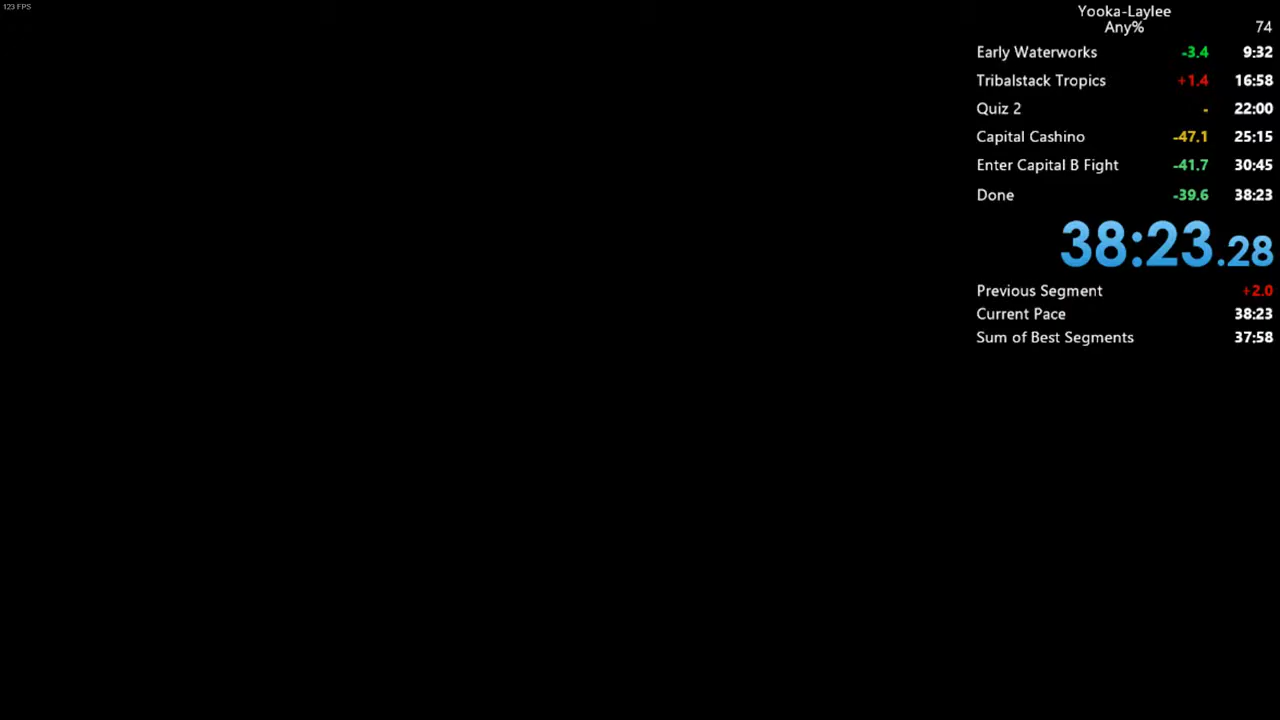 123 FPS
Yooka-Laylee
Any% 74
Early Waterworks -3.4 9:32
Tribalstack Tropics +1.4 16:58
Quiz 2 - 22:00
Capital Cashino -47.1 25:15
Enter Capital B Fight -41.7 30:45
Done -39.6 38:23
38:23.28
Previous Segment +2.0
Current Pace 38:23
Sum of Best Segments 37:58